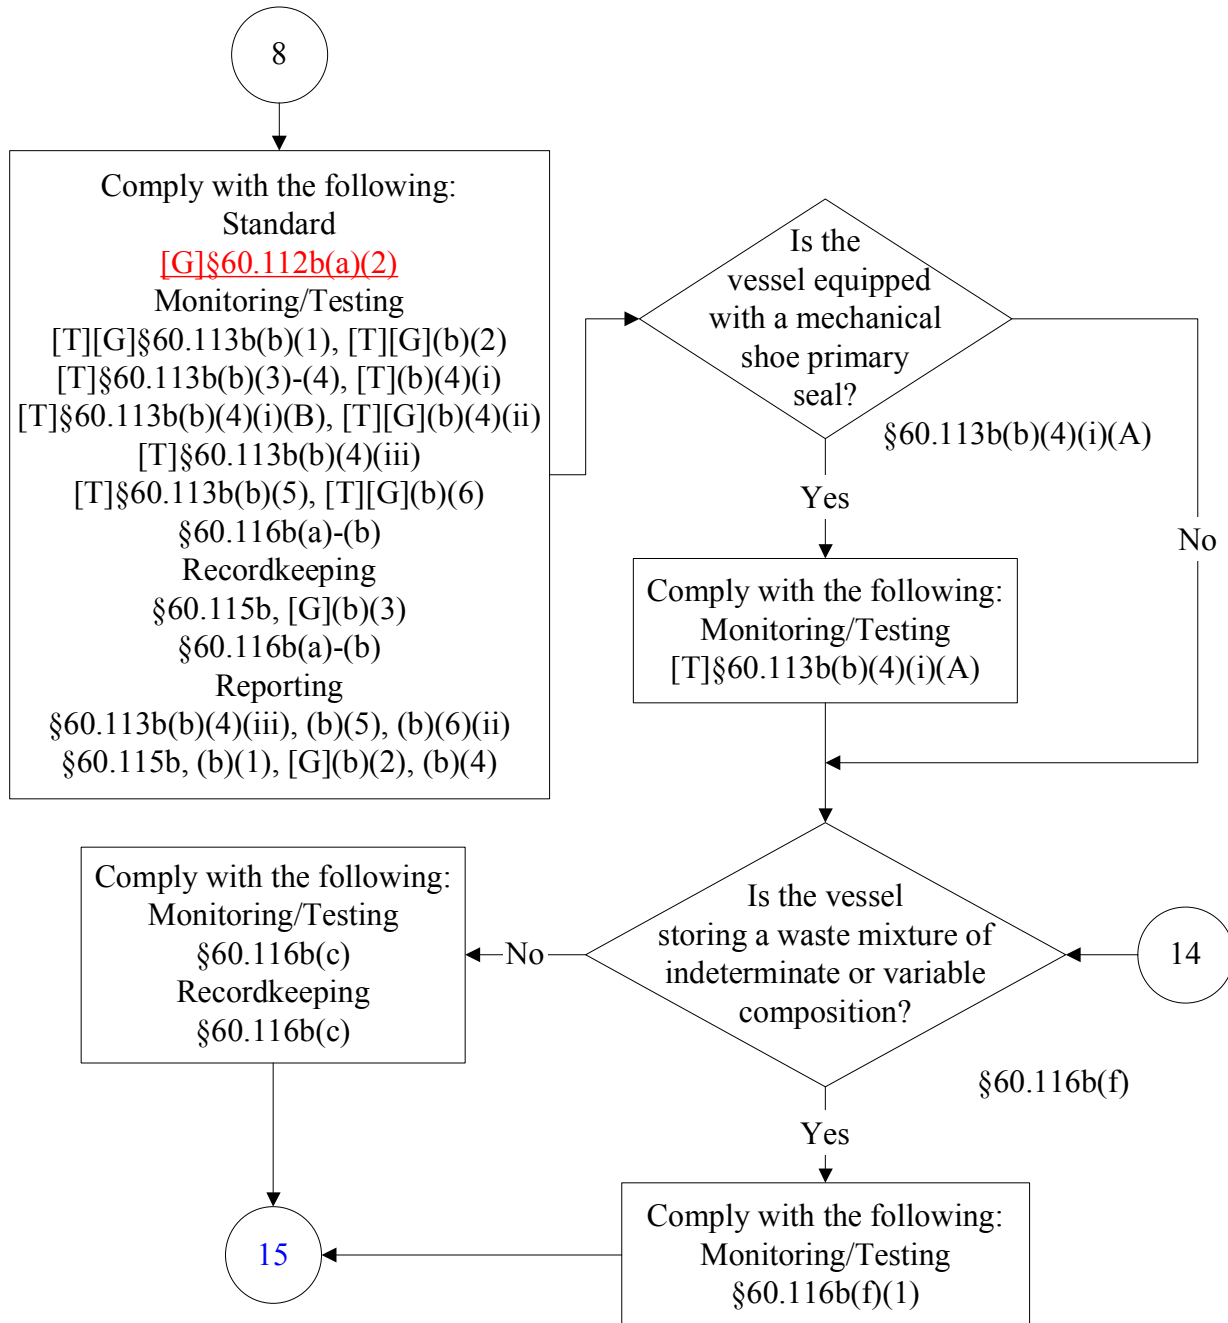 8
Comply with the following:
Standard
[G]§60.112b(a)(2)
Monitoring/Testing
[T][G]§60.113b(b)(1), [T][G](b)(2)
[T]§60.113b(b)(3)-(4), [T](b)(4)(i)
[T]§60.113b(b)(4)(i)(B), [T][G](b)(4)(ii)
[T]§60.113b(b)(4)(iii)
[T]§60.113b(b)(5), [T][G](b)(6)
§60.116b(a)-(b)
Recordkeeping
§60.115b, [G](b)(3)
§60.116b(a)-(b)
Reporting
§60.113b(b)(4)(iii), (b)(5), (b)(6)(ii)
§60.115b, (b)(1), [G](b)(2), (b)(4)
Is the
vessel equipped
with a mechanical
shoe primary
seal?
§60.113b(b)(4)(i)(A)
Yes
No
Comply with the following:
Monitoring/Testing
[T]§60.113b(b)(4)(i)(A)
Is the vessel
storing a waste mixture of
indeterminate or variable
composition?
14
§60.116b(f)
No
Comply with the following:
Monitoring/Testing
§60.116b(c)
Recordkeeping
§60.116b(c)
Yes
Comply with the following:
Monitoring/Testing
§60.116b(f)(1)
15